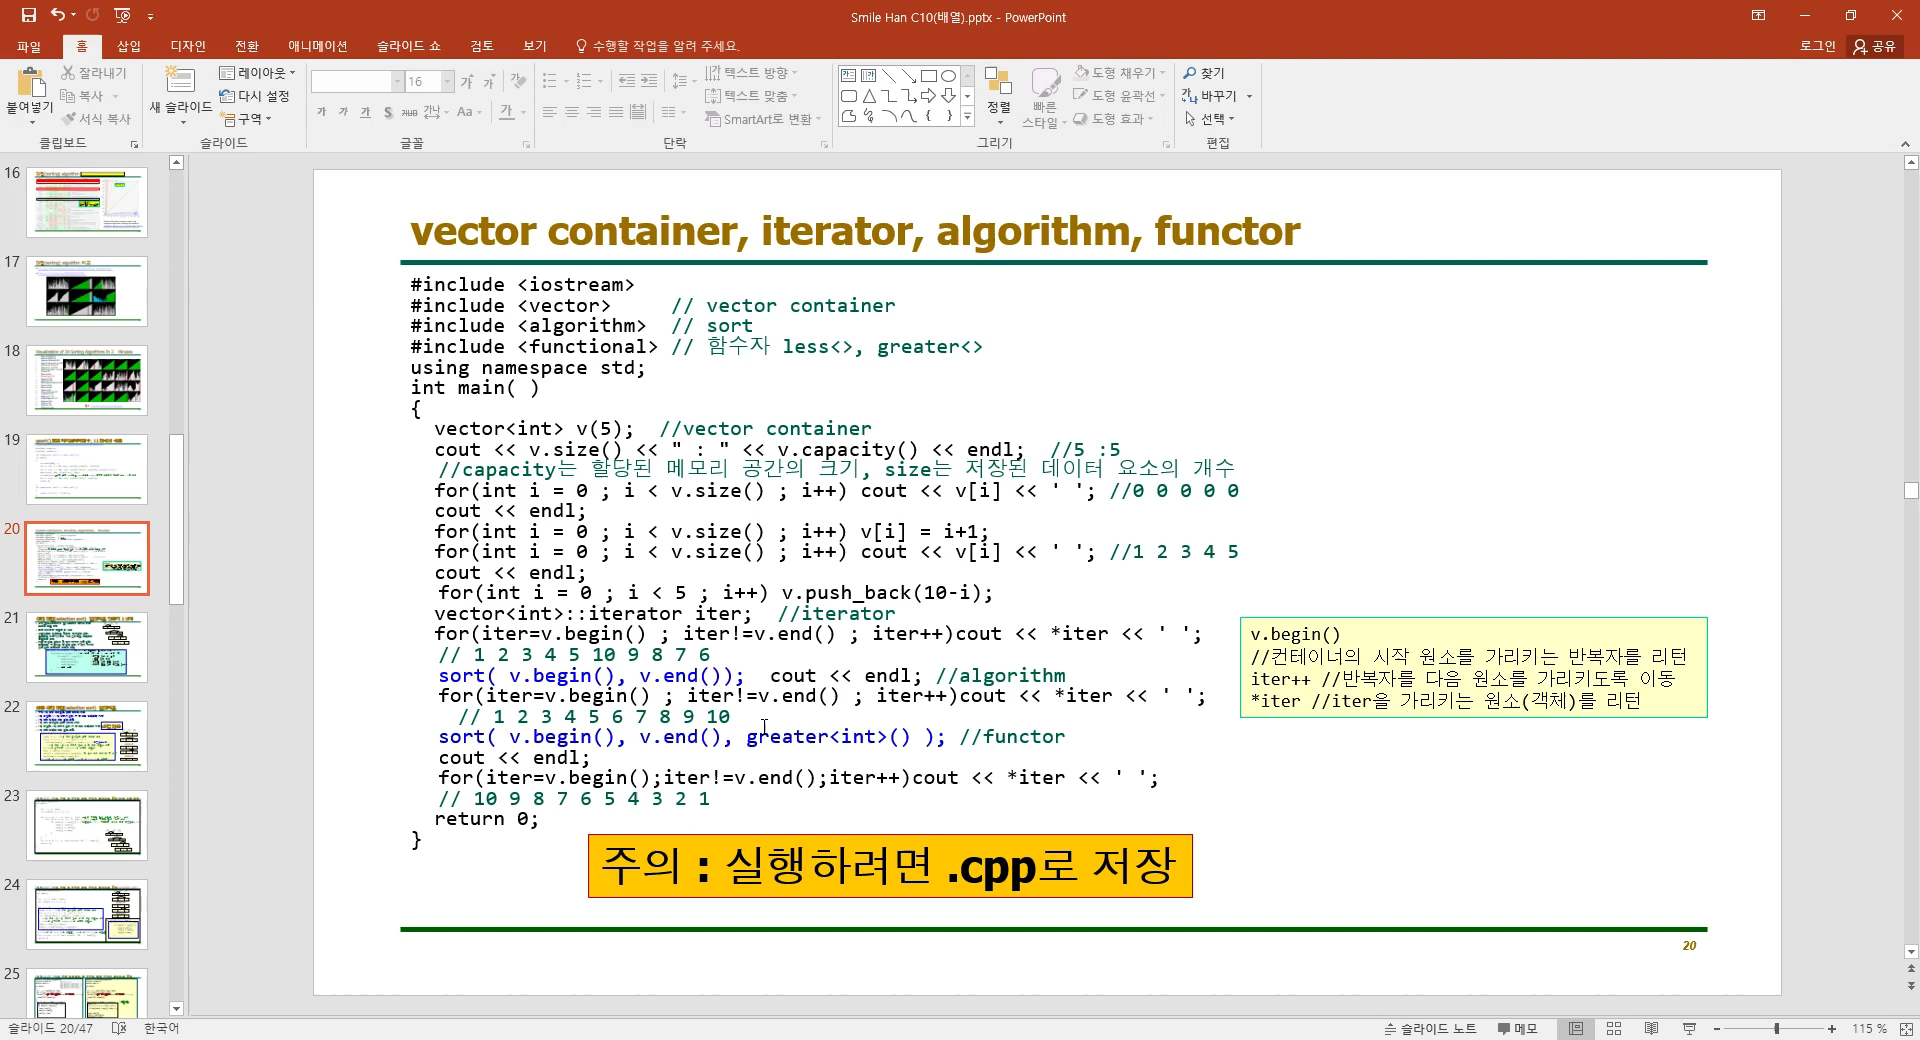 Smile Han C10(배열).pptx - PowerPoint
파일 홈 삽입 디자인 전환 애니메이션 슬라이드 쇼 검토 보기 수행할 작업을 알려 주세요. 로그인 공유
붙여넣기 잘라내기 복사 서식 복사 클립보드
새 슬라이드 레이아웃 다시 설정 구역 슬라이드
16 가 가 가 S 가나 Aa 가 글꼴
텍스트 방향 텍스트 맞춤 SmartArt로 변환 단락
정렬 빠른 스타일 도형 채우기 도형 윤곽선 도형 효과 그리기
찾기 바꾸기 선택 편집
16
17
18
19
20
21
22
23
24
25
vector container, iterator, algorithm, functor
#include <iostream>
#include <vector> // vector container
#include <algorithm> // sort
#include <functional> // 함수자 less<>, greater<>
using namespace std;
int main( )
{
vector<int> v(5); //vector container
cout << v.size() << " : " << v.capacity() << endl; //5 :5
//capacity는 할당된 메모리 공간의 크기, size는 저장된 데이터 요소의 개수
for(int i = 0 ; i < v.size() ; i++) cout << v[i] << ' '; //0 0 0 0 0
cout << endl;
for(int i = 0 ; i < v.size() ; i++) v[i] = i+1;
for(int i = 0 ; i < v.size() ; i++) cout << v[i] << ' '; //1 2 3 4 5
cout << endl;
for(int i = 0 ; i < 5 ; i++) v.push_back(10-i);
vector<int>::iterator iter; //iterator
for(iter=v.begin() ; iter!=v.end() ; iter++)cout << *iter << ' ';
// 1 2 3 4 5 10 9 8 7 6
sort( v.begin(), v.end()); cout << endl; //algorithm
for(iter=v.begin() ; iter!=v.end() ; iter++)cout << *iter << ' ';
// 1 2 3 4 5 6 7 8 9 10
sort( v.begin(), v.end(), greater<int>() ); //functor
cout << endl;
for(iter=v.begin();iter!=v.end();iter++)cout << *iter << ' ';
// 10 9 8 7 6 5 4 3 2 1
return 0;
}
v.begin()
//컨테이너의 시작 원소를 가리키는 반복자를 리턴
iter++ //반복자를 다음 원소를 가리키도록 이동
*iter //iter을 가리키는 원소(객체)를 리턴
주의 : 실행하려면 .cpp로 저장
20
슬라이드 20/47 한국어 슬라이드 노트 메모 115 %